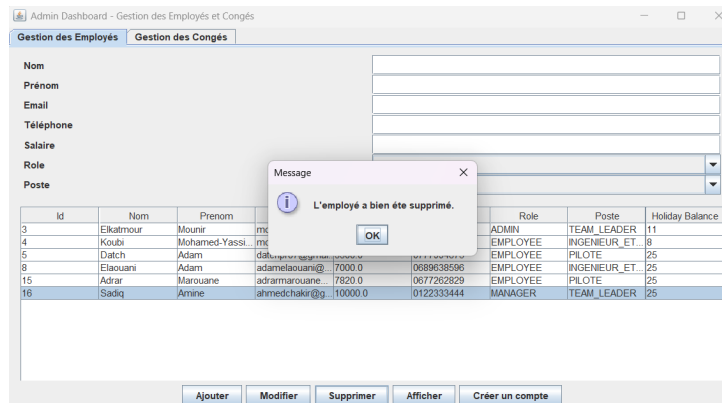 Admin Dashboard - Gestion des Employés et Congés
Gestion des Employés Gestion des Congés
Nom
Prénom
Email
Téléphone
Salaire
Role
Poste
Message
L'employé a bien éte supprimé.
OK
Id Nom Prenom Role Poste Holiday Balance
3 Elkatmour Mounir ADMIN TEAM_LEADER 11
4 Koubi Mohamed-Yassi... EMPLOYEE INGENIEUR_ET... 8
5 Datch Adam EMPLOYEE PILOTE 25
8 Elaouani Adam adamelaouani@... 7000.0 0689638596 EMPLOYEE INGENIEUR_ET... 25
15 Adrar Marouane adrarmarouane... 7820.0 0677262829 EMPLOYEE PILOTE 25
16 Sadiq Amine ahmedchakir@g... 10000.0 0122333444 MANAGER TEAM_LEADER 25
Ajouter Modifier Supprimer Afficher Créer un compte